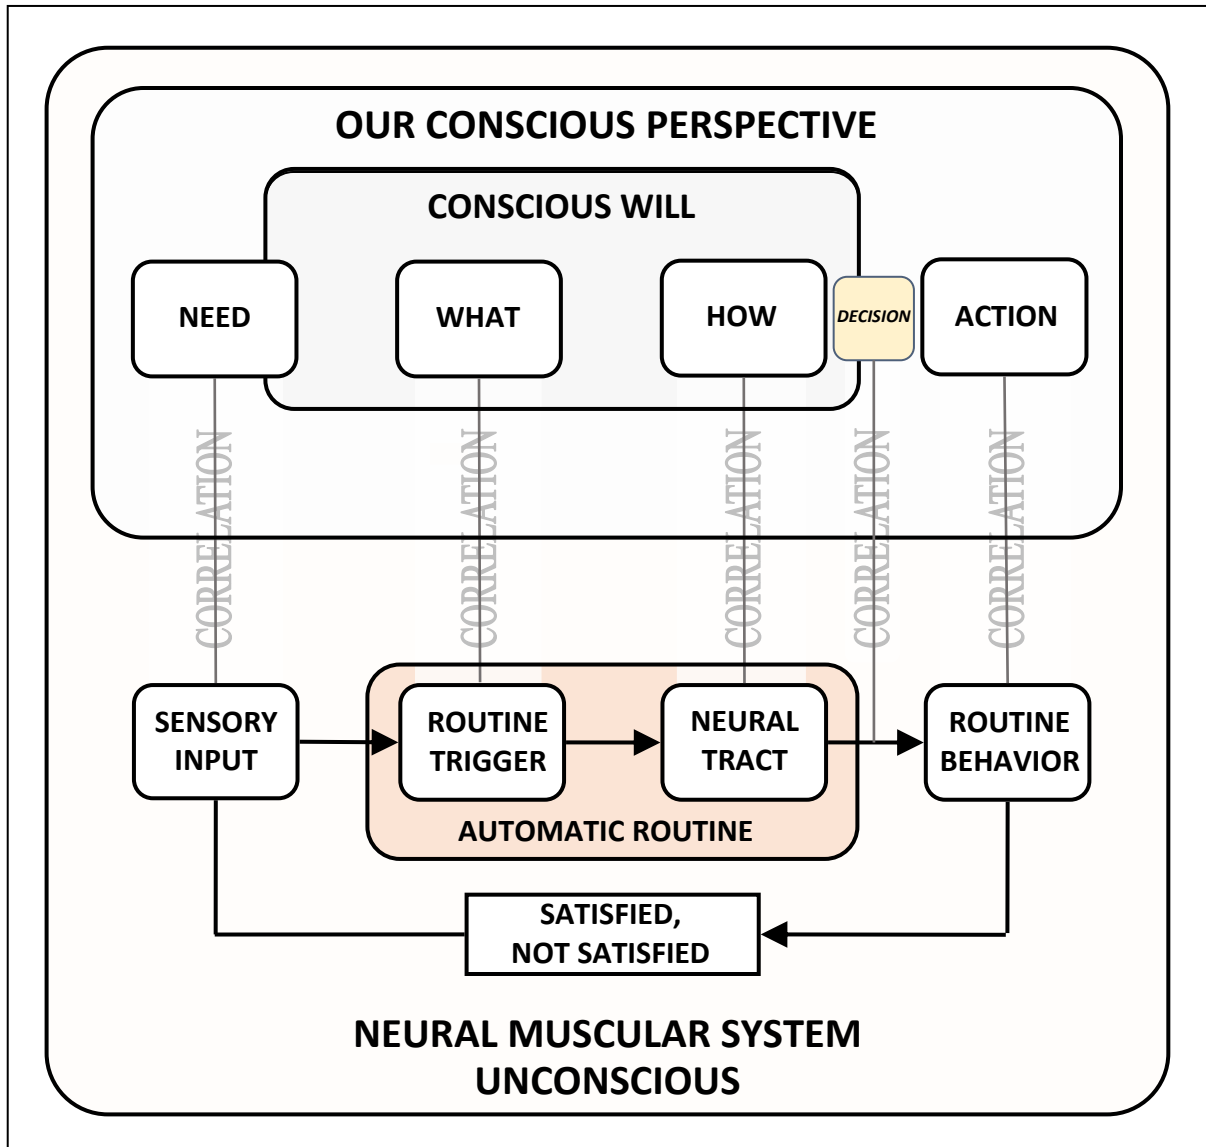 OUR CONSCIOUS PERSPECTIVE
CONSCIOUS WILL
NEED
WHAT
HOW
DECISION
ACTION
CORRELATION
CORRELATION
CORRELATION
CORRELATION
CORRELATION
SENSORY
INPUT
ROUTINE
TRIGGER
NEURAL
TRACT
ROUTINE
BEHAVIOR
AUTOMATIC ROUTINE
SATISFIED,
NOT SATISFIED
NEURAL MUSCULAR SYSTEM
UNCONSCIOUS